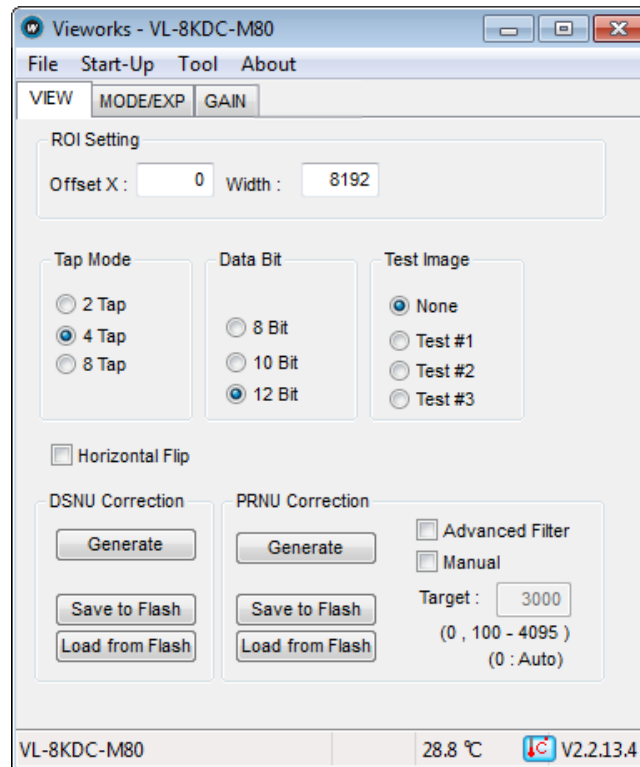 Vieworks - VL-8KDC-M80
File Start-Up Tool About
VIEW MODE/EXP GAIN
ROI Setting
Offset X : 0 Width : 8192
Tap Mode
2 Tap
4 Tap
8 Tap
Data Bit
8 Bit
10 Bit
12 Bit
Test Image
None
Test #1
Test #2
Test #3
Horizontal Flip
DSNU Correction
Generate
Save to Flash
Load from Flash
PRNU Correction
Generate
Save to Flash
Load from Flash
Advanced Filter
Manual
Target : 3000
(0 , 100 - 4095 )
(0 : Auto)
VL-8KDC-M80 28.8 ℃ V2.2.13.4